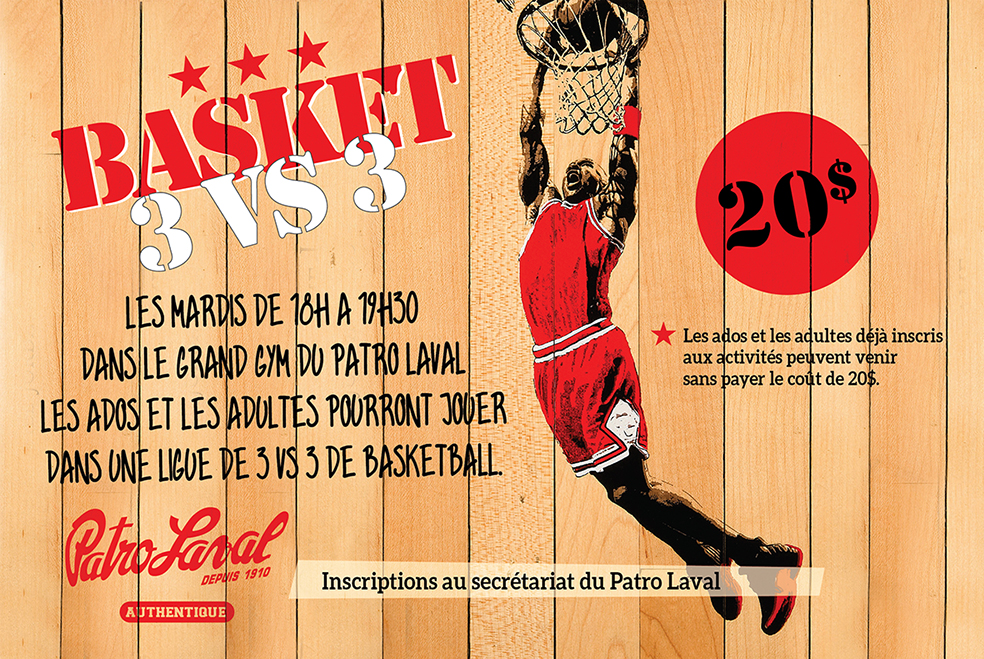 BASKET
3 VS 3
LES MARDIS DE 18H A 19H30
DANS LE GRAND GYM DU PATRO LAVAL
LES ADOS ET LES ADULTES POURRONT JOUER
DANS UNE LIGUE DE 3 VS 3 DE BASKETBALL.
20$
Les ados et les adultes déjà inscris
aux activités peuvent venir
sans payer le coût de 20$.
Patro Laval
DEPUIS 1910
AUTHENTIQUE
Inscriptions au secrétariat du Patro Laval